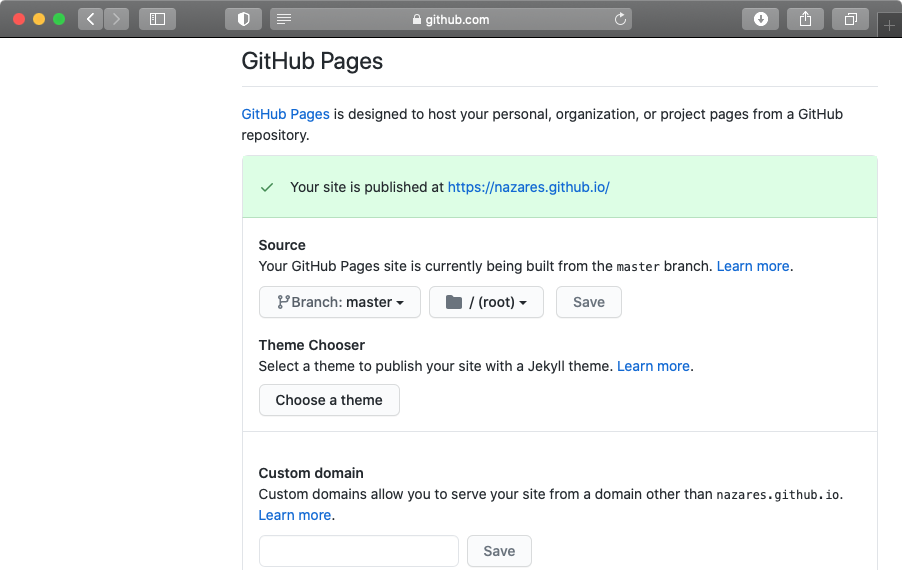 github.com
GitHub Pages
GitHub Pages is designed to host your personal, organization, or project pages from a GitHub
repository.
Your site is published at https://nazares.github.io/
Source
Your GitHub Pages site is currently being built from the master branch. Learn more.
Branch: master
/ (root)
Save
Theme Chooser
Select a theme to publish your site with a Jekyll theme. Learn more.
Choose a theme
Custom domain
Custom domains allow you to serve your site from a domain other than nazares.github.io.
Learn more.
Save